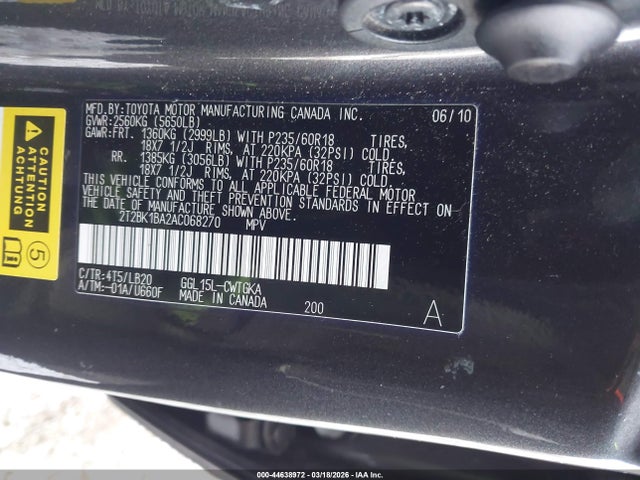 MFD.BY:TOYOTA MOTOR MANUFACTURING CANADA INC. 06/10
GVWR:2560KG (5650LB)
GAWR:FRT. 1360KG (2999LB) WITH P235/60R18 TIRES,
18X7 1/2J RIMS, AT 220KPA (32PSI) COLD.
RR. 1385KG (3056LB) WITH P235/60R18 TIRES,
18X7 1/2J RIMS, AT 220KPA (32PSI) COLD.
THIS VEHICLE CONFORMS TO ALL APPLICABLE FEDERAL MOTOR
VEHICLE SAFETY AND THEFT PREVENTION STANDARDS IN EFFECT ON
THE DATE OF MANUFACTURE SHOWN ABOVE.
2T2BK1BA2AC068270 MPV
C/TR:4T5/LB20 GGL15L-CWTGKA
A/TM:-01A/U660F MADE IN CANADA 200 A
CAUTION
ACHTUNG
5
000-44638972 | 03/18/2026 | IAA Inc.